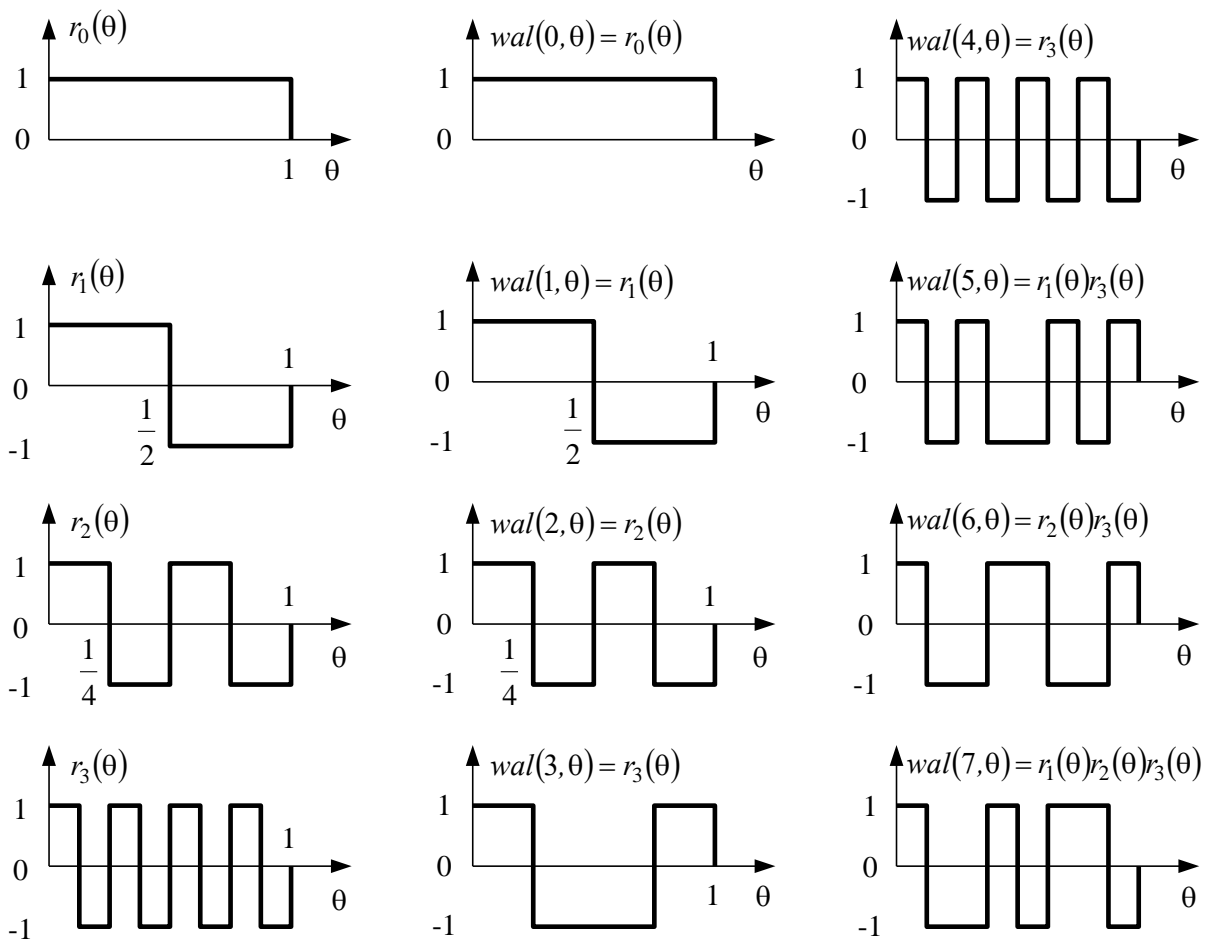 r₀(θ)
1
0
1
θ
wal(0,θ) = r₀(θ)
1
0
θ
wal(4,θ) = r₃(θ)
1
0
-1
θ
r₁(θ)
1
0
-1
1/2
1
θ
wal(1,θ) = r₁(θ)
1
0
-1
1/2
1
θ
wal(5,θ) = r₁(θ)r₃(θ)
1
0
-1
θ
r₂(θ)
1
0
-1
1/4
1
θ
wal(2,θ) = r₂(θ)
1
0
-1
1/4
1
θ
wal(6,θ) = r₂(θ)r₃(θ)
1
0
-1
θ
r₃(θ)
1
0
-1
1
θ
wal(3,θ) = r₃(θ)
1
0
-1
1
θ
wal(7,θ) = r₁(θ)r₂(θ)r₃(θ)
1
0
-1
θ